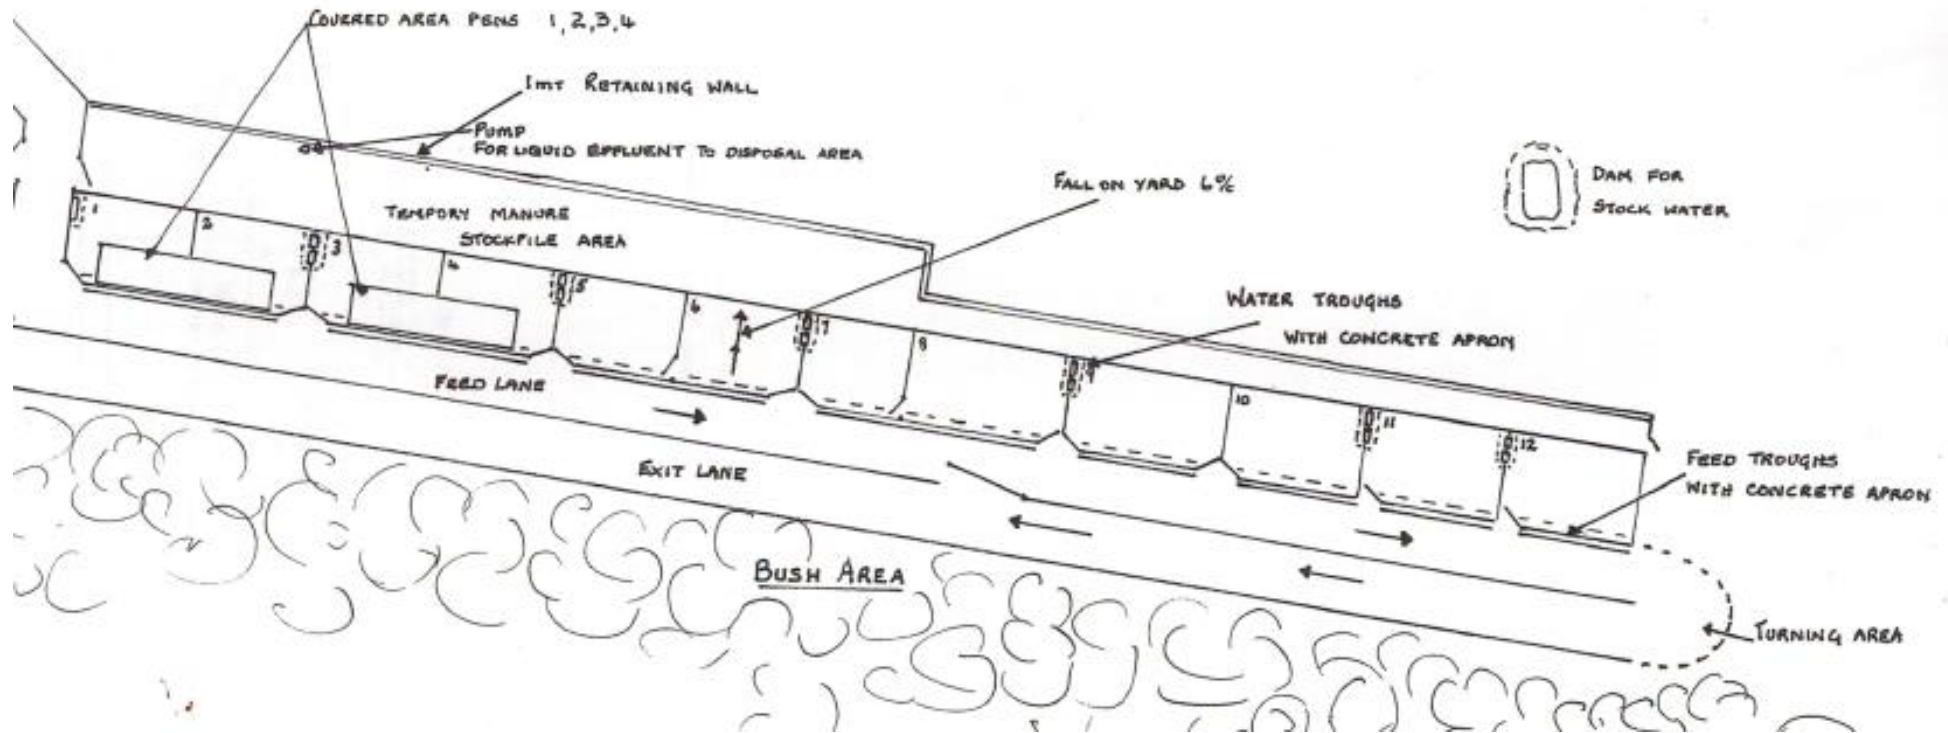 COVERED AREA PENS 1,2,3,4
1mt RETAINING WALL
PUMP
FOR LIQUID EFFLUENT TO DISPOSAL AREA
FALL ON YARD 6%
DAM FOR
STOCK WATER
TEMPORY MANURE
STOCKPILE AREA
1
2
3
4
5
6
7
8
9
10
11
12
WATER TROUGHS
WITH CONCRETE APRON
FEED LANE
EXIT LANE
FEED TROUGHS
WITH CONCRETE APRON
BUSH AREA
TURNING AREA